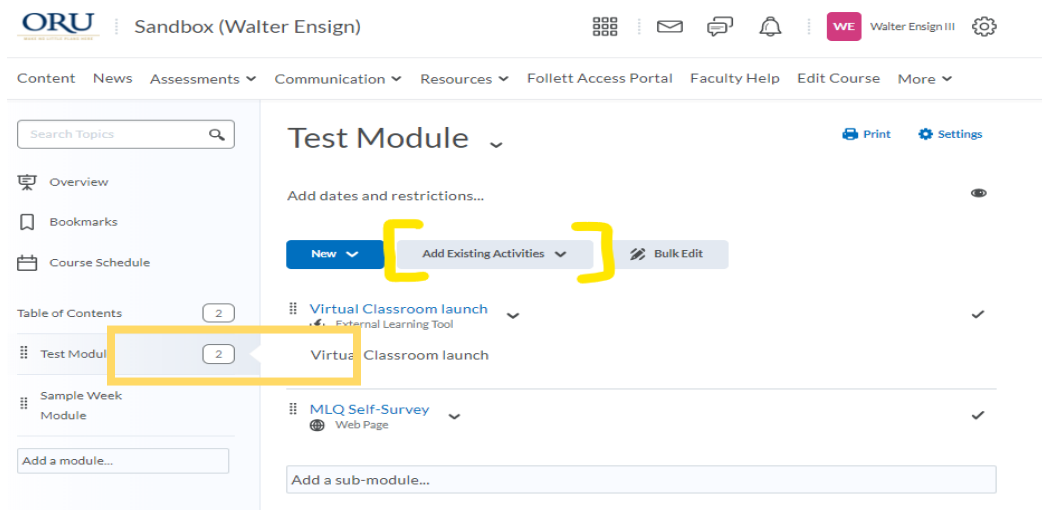 ORU
Sandbox (Walter Ensign)
WE
Walter Ensign III
Content News Assessments Communication Resources Follett Access Portal Faculty Help Edit Course More
Search Topics
Overview
Bookmarks
Course Schedule
Table of Contents 2
Test Modul 2
Sample Week
Module
Add a module...
Test Module
Print Settings
Add dates and restrictions...
New Add Existing Activities Bulk Edit
Virtual Classroom launch
External Learning Tool
Virtual Classroom launch
MLQ Self-Survey
Web Page
Add a sub-module...